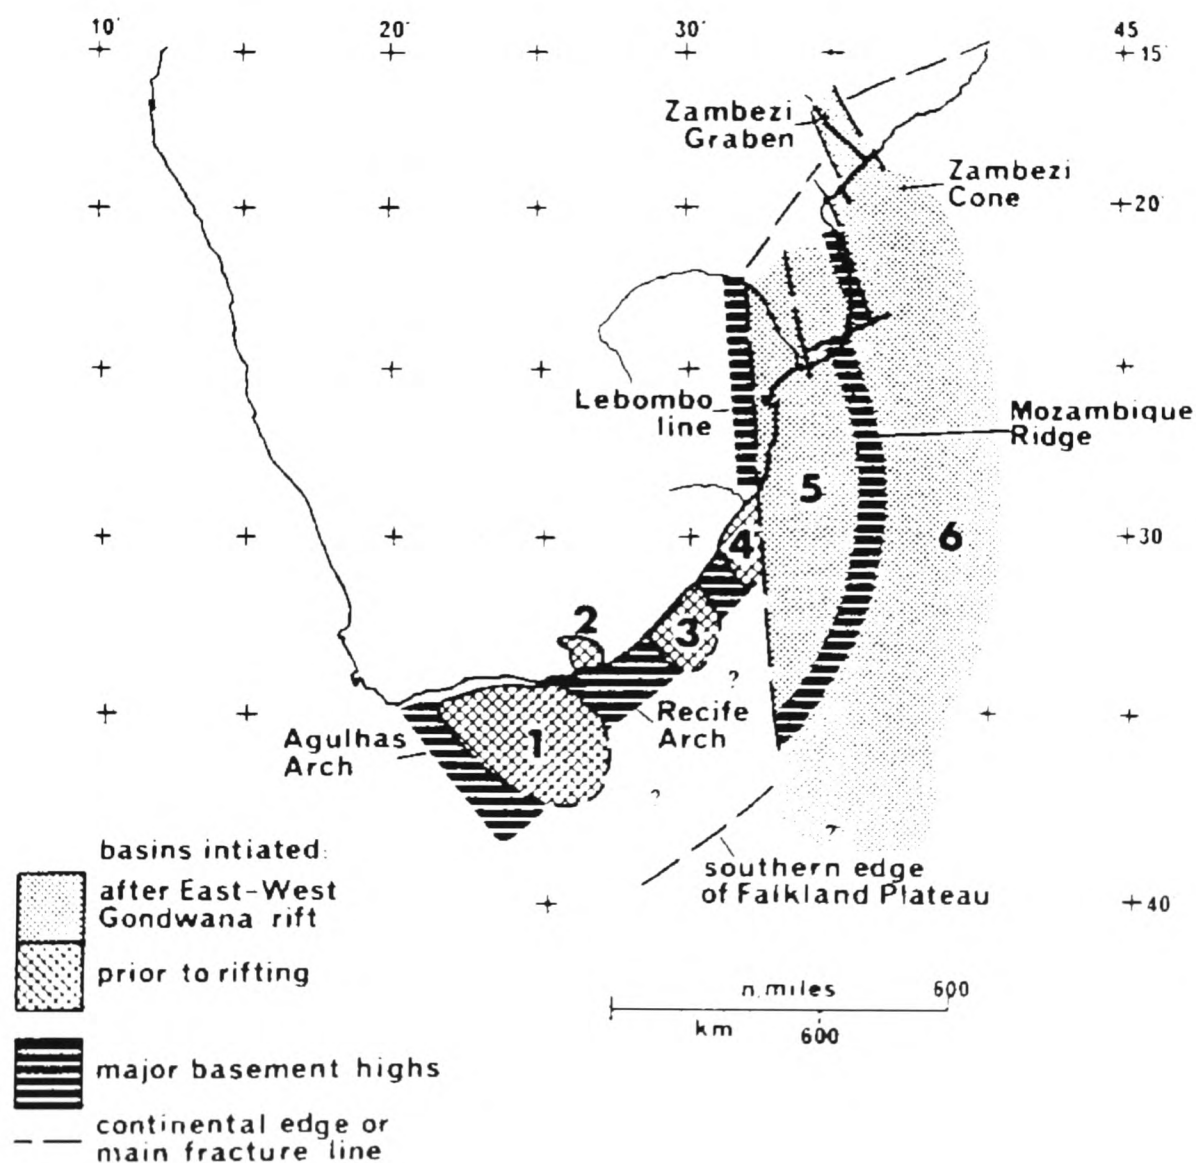 10°
20°
30°
45
15°
Zambezi
Graben
Zambezi
Cone
20°
Lebombo
line
Mozambique
Ridge
5
4
6
30
2
3
?
Recife
Arch
1
Agulhas
Arch
?
?
basins intiated:
after East-West
Gondwana rift
southern edge
of Falkland Plateau
40
prior to rifting
n. miles 600
km 600
major basement highs
continental edge or
main fracture line